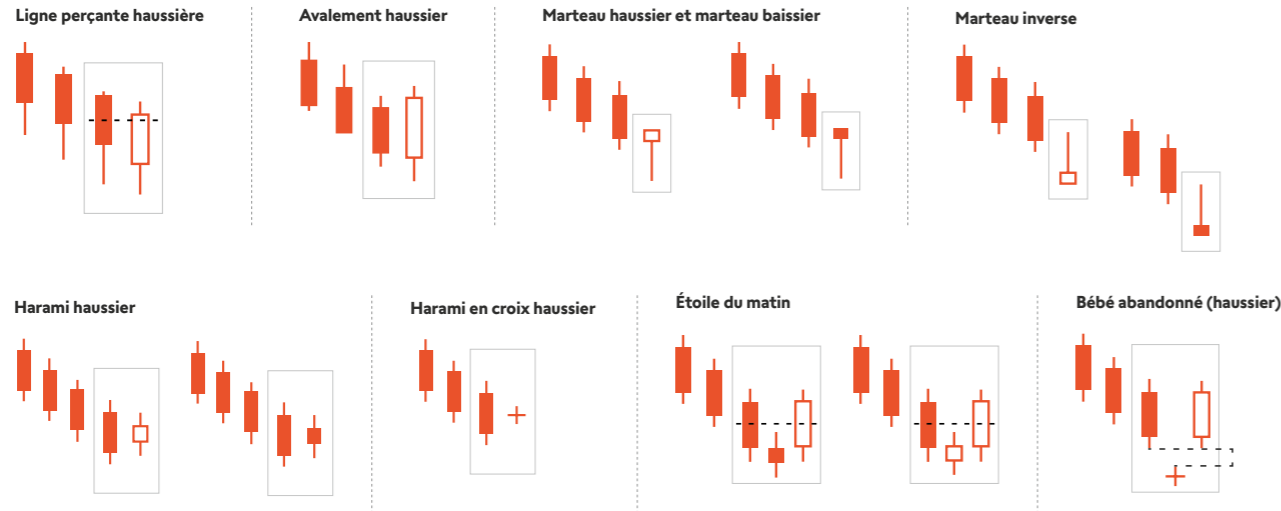 Ligne perçante haussière
Avalement haussier
Marteau haussier et marteau baissier
Marteau inverse
Harami haussier
Harami en croix haussier
Étoile du matin
Bébé abandonné (haussier)